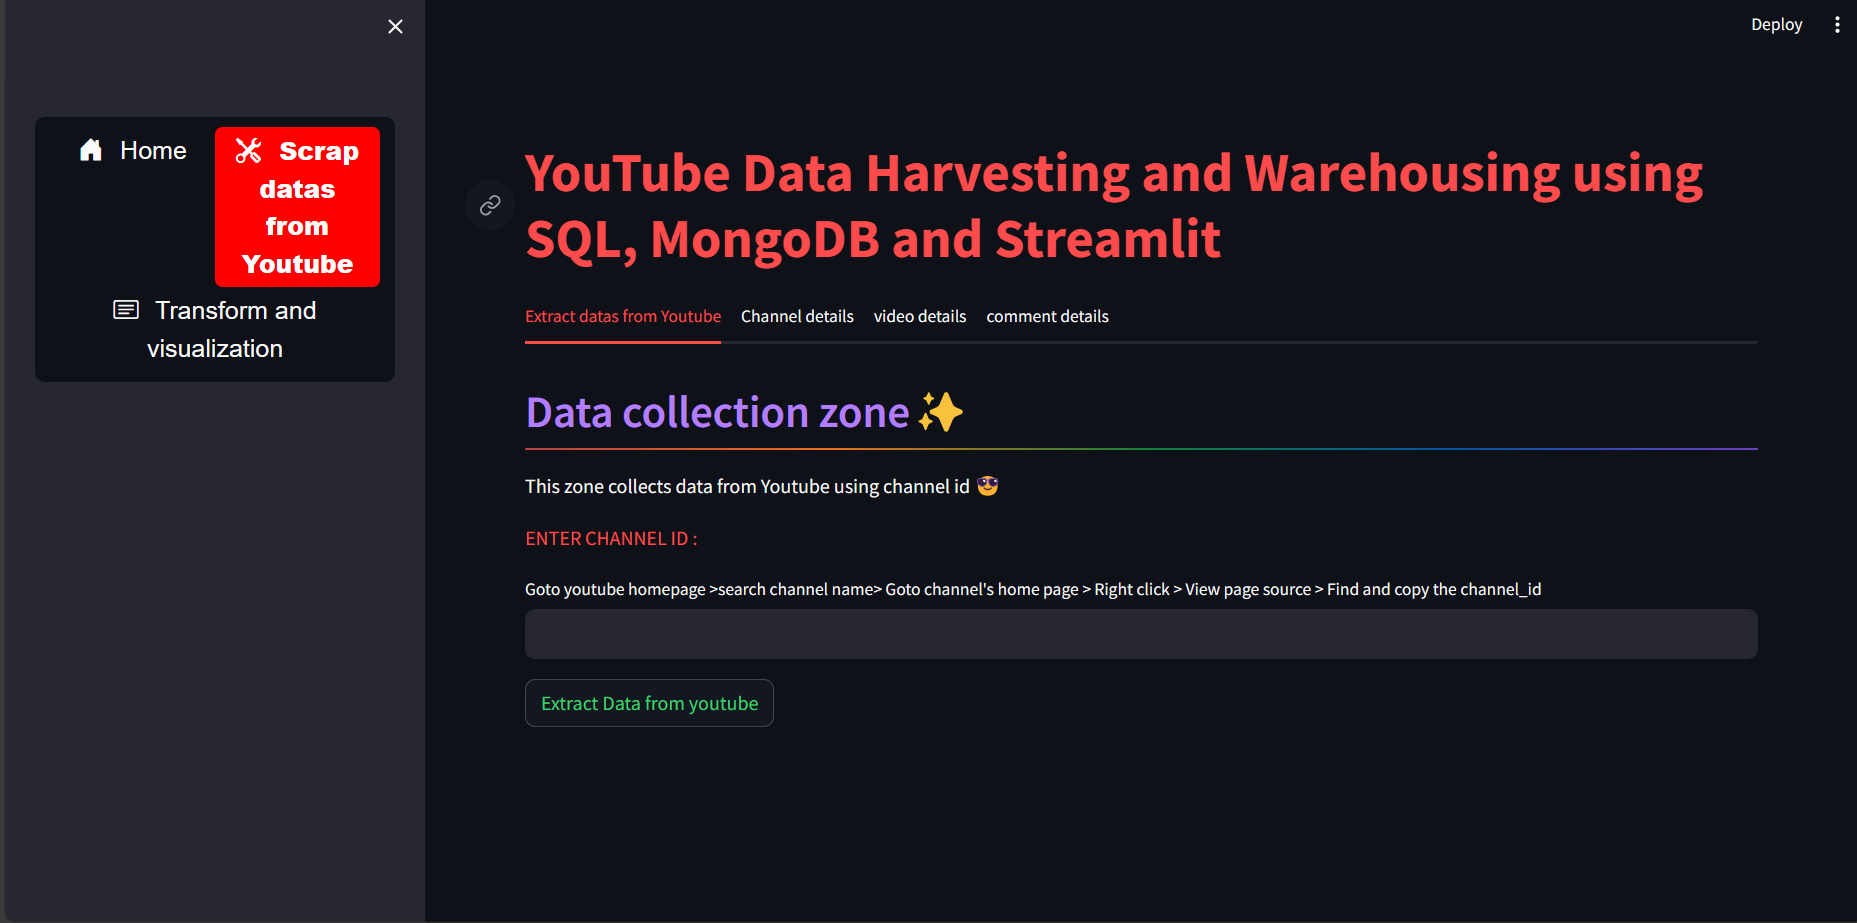 Home
Scrap
datas
from
Youtube
Transform and
visualization
Deploy
YouTube Data Harvesting and Warehousing using
SQL, MongoDB and Streamlit
Extract datas from Youtube Channel details video details comment details
Data collection zone
This zone collects data from Youtube using channel id
ENTER CHANNEL ID :
Goto youtube homepage >search channel name> Goto channel's home page > Right click > View page source > Find and copy the channel_id
Extract Data from youtube